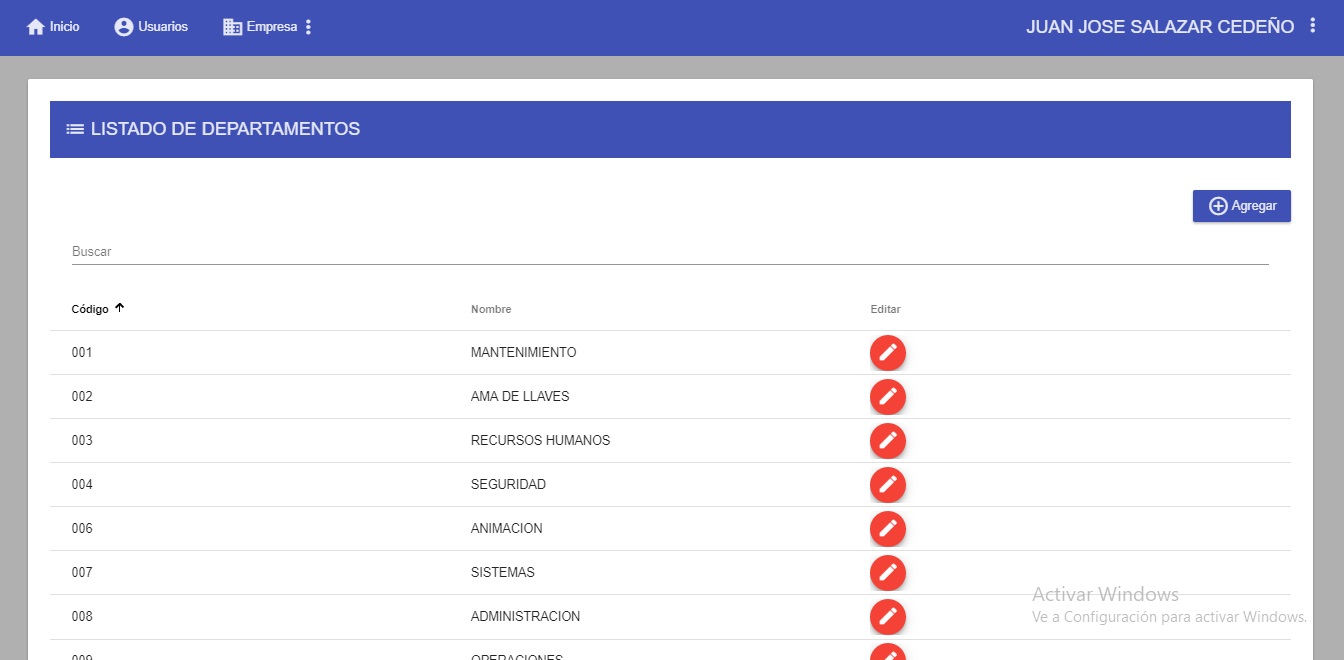 Inicio Usuarios Empresa JUAN JOSE SALAZAR CEDEÑO
LISTADO DE DEPARTAMENTOS
Agregar
Buscar
Código Nombre Editar
001 MANTENIMIENTO
002 AMA DE LLAVES
003 RECURSOS HUMANOS
004 SEGURIDAD
006 ANIMACION
007 SISTEMAS
008 ADMINISTRACION
009 OPERACIONES
Activar Windows
Ve a Configuración para activar Windows.